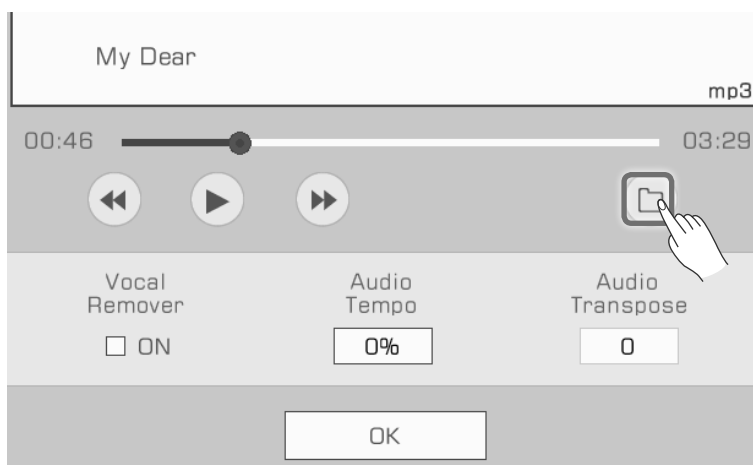 My Dear
mp3
00:46 03:29
Vocal Remover
Audio Tempo
Audio Transpose
ON
0%
0
OK